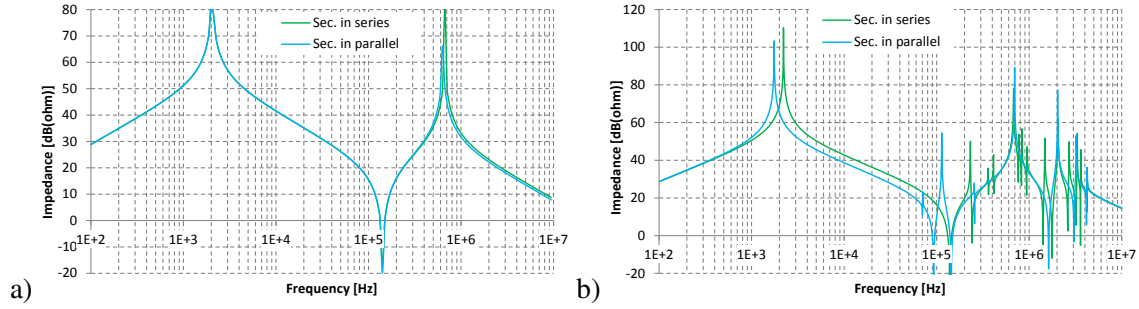 80
70
60
50
40
30
20
10
0
-10
-20
Impedance [dB(ohm)]
Sec. in series
Sec. in parallel
1E+2 1E+3 1E+4 1E+5 1E+6 1E+7
Frequency [Hz]
a)
120
100
80
60
40
20
0
-20
Impedance [dB(ohm)]
Sec. in series
Sec. in parallel
1E+2 1E+3 1E+4 1E+5 1E+6 1E+7
Frequency [Hz]
b)